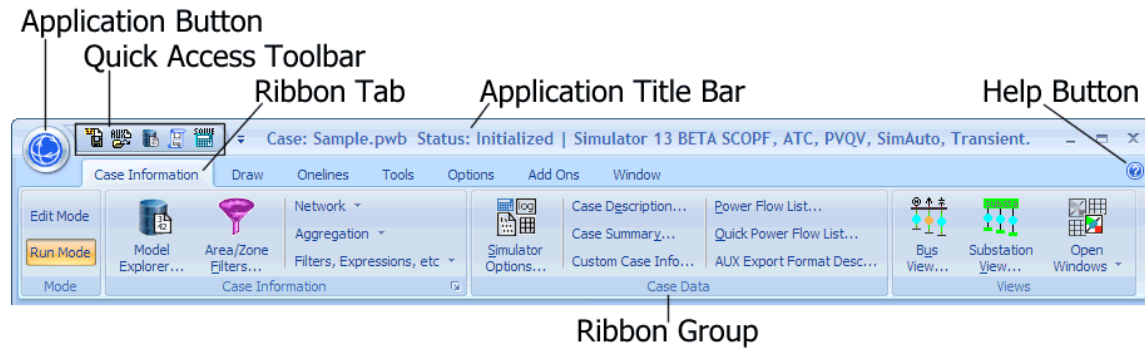 Application Button
Quick Access Toolbar
Ribbon Tab
Application Title Bar
Help Button
AUX
SOLVE
Case: Sample.pwb Status: Initialized | Simulator 13 BETA SCOPF, ATC, PVQV, SimAuto, Transient.
Case Information Draw Onelines Tools Options Add Ons Window
Edit Mode
Run Mode
Mode
Model
Explorer...
Area/Zone
Filters...
Network
Aggregation
Filters, Expressions, etc
Case Information
log
Simulator
Options...
Case Description...
Case Summary...
Custom Case Info...
Power Flow List...
Quick Power Flow List...
AUX Export Format Desc...
Case Data
Bus
View...
SUBSTA
Substation
View...
Open
Windows
Views
Ribbon Group